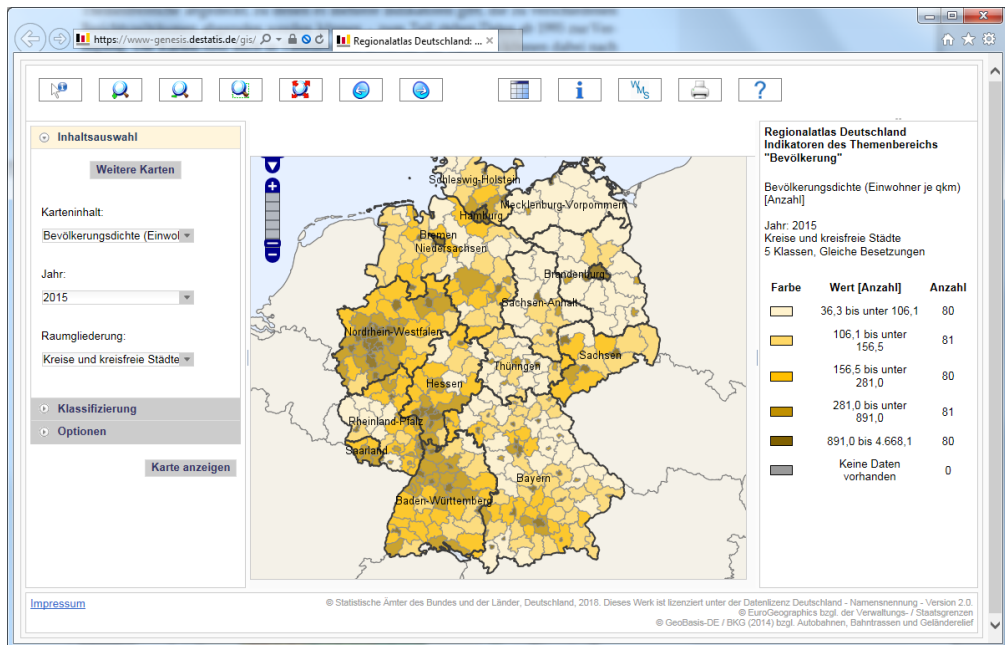 https://www-genesis.destatis.de/gis/
Regionalatlas Deutschland: ...
Inhaltsauswahl
Weitere Karten
Karteninhalt:
Bevölkerungsdichte (Einwol
Jahr:
2015
Raumgliederung:
Kreise und kreisfreie Städte
Klassifizierung
Optionen
Karte anzeigen
WMS
Schleswig-Holstein
Mecklenburg-Vorpommern
Hamburg
Bremen
Niedersachsen
Brandenburg
Sachsen-Anhalt
Nordrhein-Westfalen
Sachsen
Thüringen
Hessen
Rheinland-Pfalz
Saarland
Bayern
Baden-Württemberg
Regionalatlas Deutschland
Indikatoren des Themenbereichs
"Bevölkerung"
Bevölkerungsdichte (Einwohner je qkm)
[Anzahl]
Jahr: 2015
Kreise und kreisfreie Städte
5 Klassen, Gleiche Besetzungen
Farbe Wert [Anzahl] Anzahl
36,3 bis unter 106,1 80
106,1 bis unter
156,5 81
156,5 bis unter
281,0 80
281,0 bis unter
891,0 81
891,0 bis 4.668,1 80
Keine Daten
vorhanden 0
Impressum
© Statistische Ämter des Bundes und der Länder, Deutschland, 2018. Dieses Werk ist lizenziert unter der Datenlizenz Deutschland - Namensnennung - Version 2.0.
© EuroGeographics bzgl. der Verwaltungs- / Staatsgrenzen
© GeoBasis-DE / BKG (2014) bzgl. Autobahnen, Bahntrassen und Geländerelief